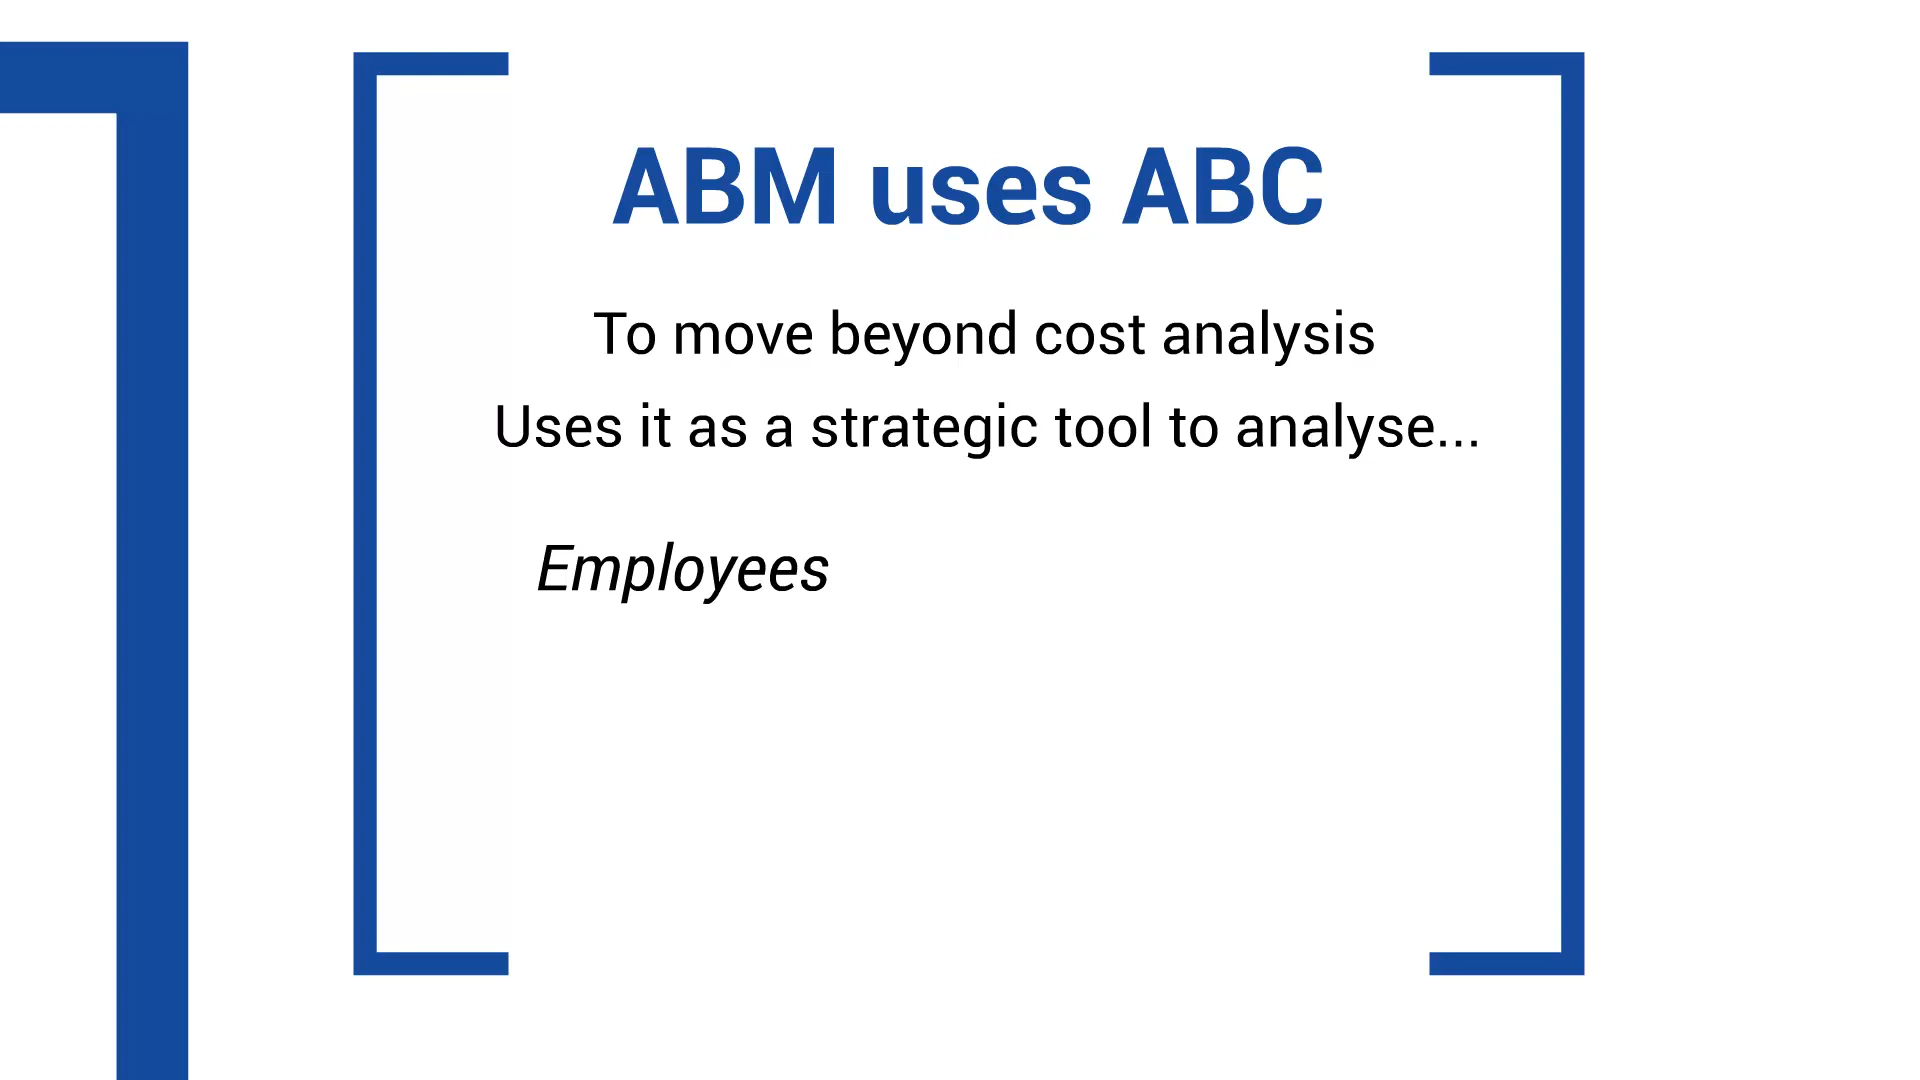 ABM uses ABC
To move beyond cost analysis
Uses it as a strategic tool to analyse...
Employees